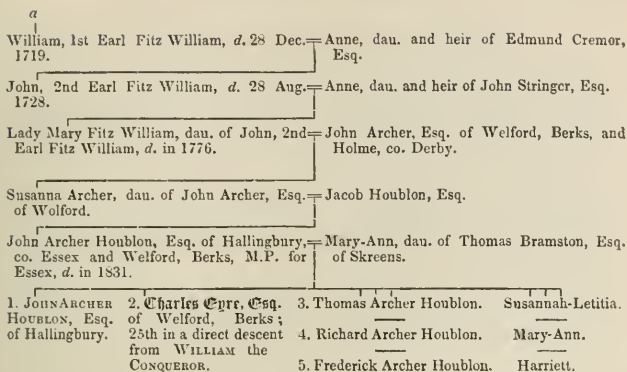 a
William, 1st Earl Fitz William, d. 28 Dec. = Anne, dau. and heir of Edmund Cremor,
1719. Esq.
John, 2nd Earl Fitz William, d. 28 Aug. = Anne, dau. and heir of John Stringer, Esq.
1728.
Lady Mary Fitz William, dau. of John, 2nd = John Archer, Esq. of Welford, Berks, and
Earl Fitz William, d. in 1776. Holme, co. Derby.
Susanna Archer, dau. of John Archer, Esq. = Jacob Houblon, Esq.
of Wolford.
John Archer Houblon, Esq. of Hallingbury, = Mary-Ann, dau. of Thomas Bramston, Esq.
co. Essex and Welford, Berks, M.P. for of Skreens.
Essex, d. in 1831.
1. JOHN ARCHER
HOUBLON, Esq.
of Hallingbury.
2. Charles Eyre, Esq.
of Welford, Berks;
25th in a direct descent
from WILLIAM the
CONQUEROR.
3. Thomas Archer Houblon.
4. Richard Archer Houblon.
5. Frederick Archer Houblon.
Susannah-Letitia.
Mary-Ann.
Harriett.